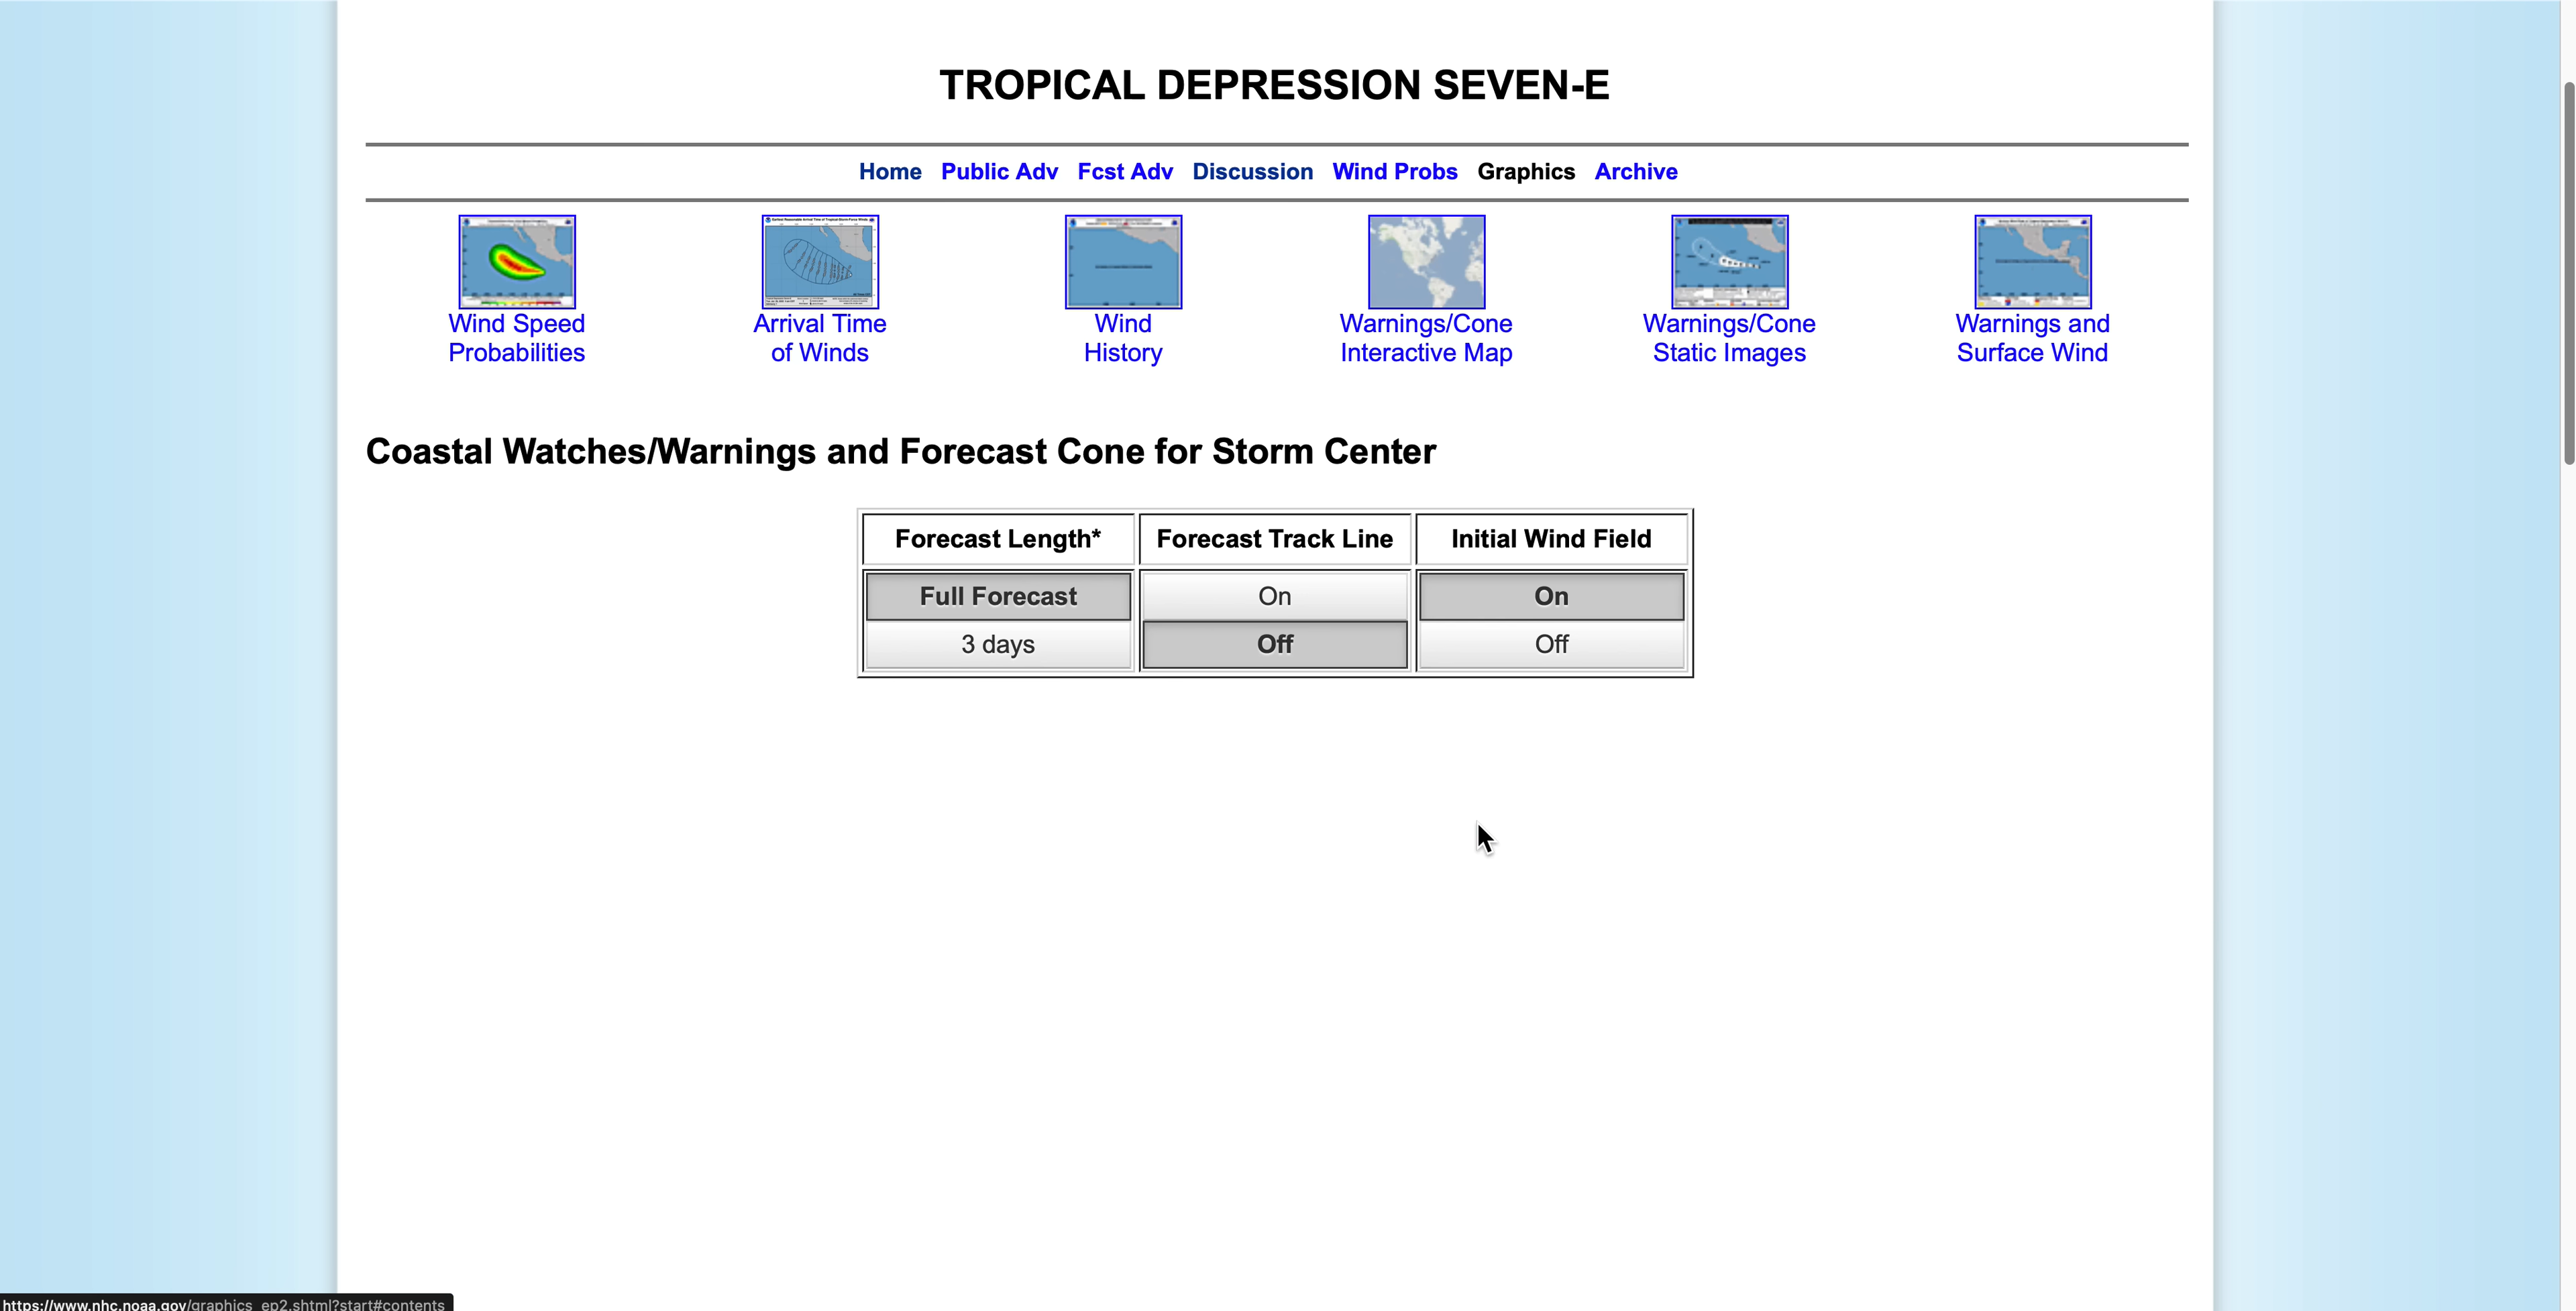 TROPICAL DEPRESSION SEVEN-E
Home Public Adv Fcst Adv Discussion Wind Probs Graphics Archive
Wind Speed Probabilities
Arrival Time of Winds
Wind History
Warnings/Cone Interactive Map
Warnings/Cone Static Images
Warnings and Surface Wind
Coastal Watches/Warnings and Forecast Cone for Storm Center
Forecast Length* Forecast Track Line Initial Wind Field
Full Forecast On On
3 days Off Off
https://www.nhc.noaa.gov/graphics_ep2.shtml?start#contents